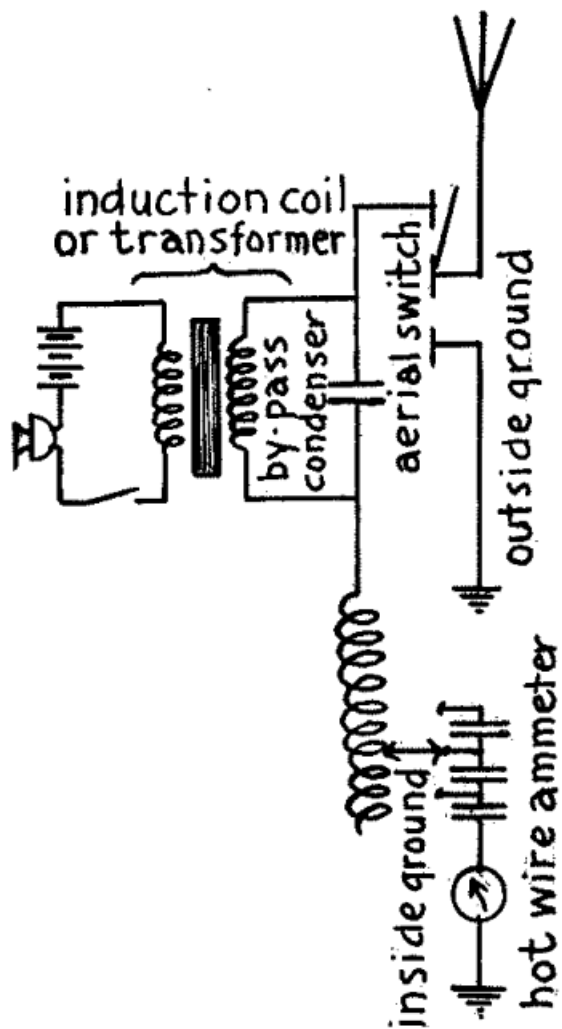 induction coil
or transformer
by-pass
condenser
aerial switch
outside ground
inside ground
hot wire ammeter